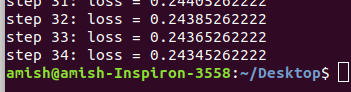 step 31: loss = 0.24405262222
step 32: loss = 0.24385262222
step 33: loss = 0.24365262222
step 34: loss = 0.24345262222
amish@amish-Inspiron-3558:~/Desktop$